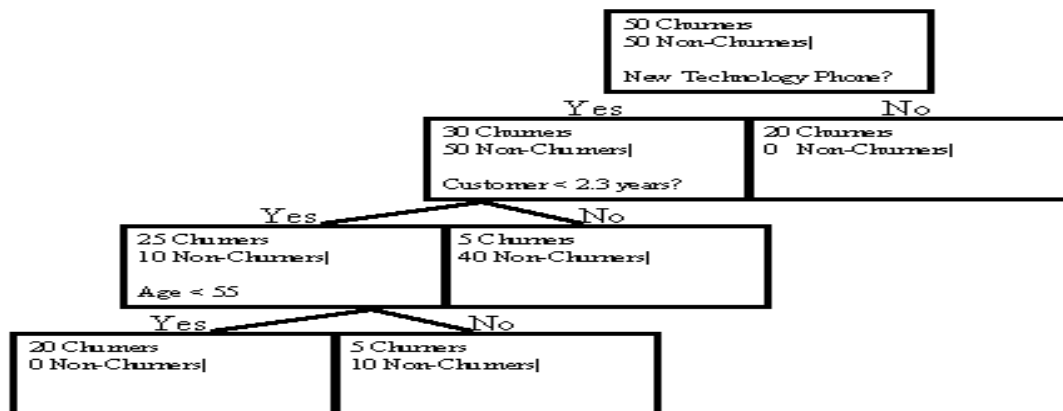 50 Churners
50 Non-Churners|
New Technology Phone?
Yes No
30 Churners
50 Non-Churners|
Customer < 2.3 years?
20 Churners
0 Non-Churners|
Yes No
25 Churners
10 Non-Churners|
Age < 55
5 Churners
40 Non-Churners|
Yes No
20 Churners
0 Non-Churners|
5 Churners
10 Non-Churners|